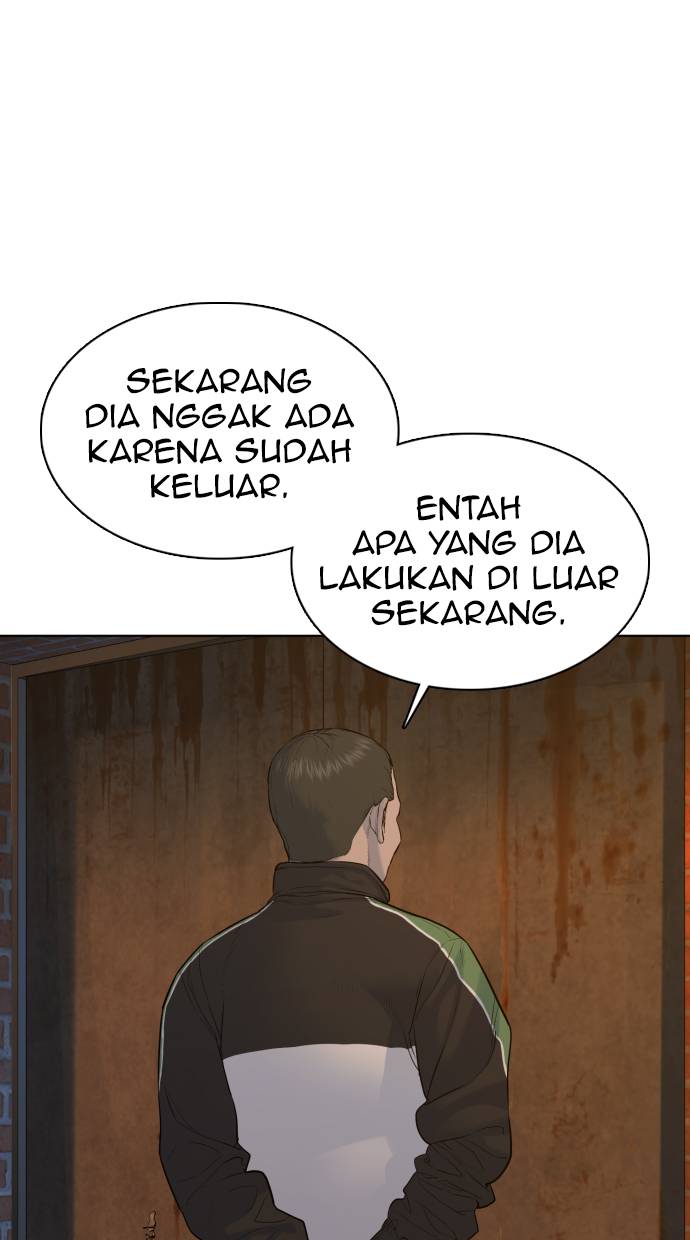 SEKARANG
DIA NGGAK ADA
KARENA SUDAH
KELUAR.
ENTAH
APA YANG DIA
LAKUKAN DI LUAR
SEKARANG.